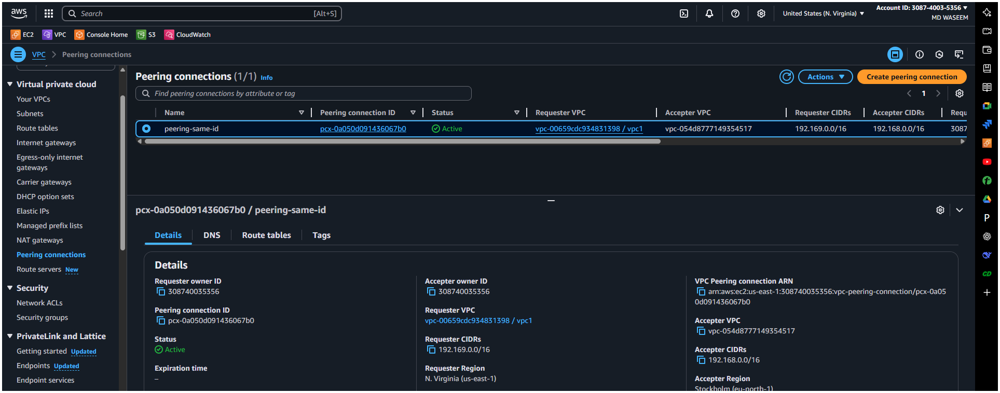 aws
Search
[Alt+S]
United States (N. Virginia)
Account ID: 3087-4003-5356
MD WASEEM
EC2
VPC
Console Home
S3
CloudWatch
VPC
Peering connections
Virtual private cloud
Your VPCs
Subnets
Route tables
Internet gateways
Egress-only internet
gateways
Carrier gateways
DHCP option sets
Elastic IPs
Managed prefix lists
NAT gateways
Peering connections
Route servers New
Security
Network ACLs
Security groups
PrivateLink and Lattice
Getting started Updated
Endpoints Updated
Endpoint services
Peering connections (1/1) Info
Actions
Create peering connection
Find peering connections by attribute or tag
1
Name Peering connection ID Status Requester VPC Accepter VPC Requester CIDRs Accepter CIDRs Requ
peering-same-id pcx-0a050d091436067b0 Active vpc-00659cdc934831398 / vpc1 vpc-054d8777149354517 192.169.0.0/16 192.168.0.0/16 3087
pcx-0a050d091436067b0 / peering-same-id
Details DNS Route tables Tags
Details
Requester owner ID
308740035356
Peering connection ID
pcx-0a050d091436067b0
Status
Active
Expiration time
–
Accepter owner ID
308740035356
Requester VPC
vpc-00659cdc934831398 / vpc1
Requester CIDRs
192.169.0.0/16
Requester Region
N. Virginia (us-east-1)
VPC Peering connection ARN
arn:aws:ec2:us-east-1:308740035356:vpc-peering-connection/pcx-0a05
0d091436067b0
Accepter VPC
vpc-054d8777149354517
Accepter CIDRs
192.168.0.0/16
Accepter Region
Stockholm (eu-north-1)
P
CD